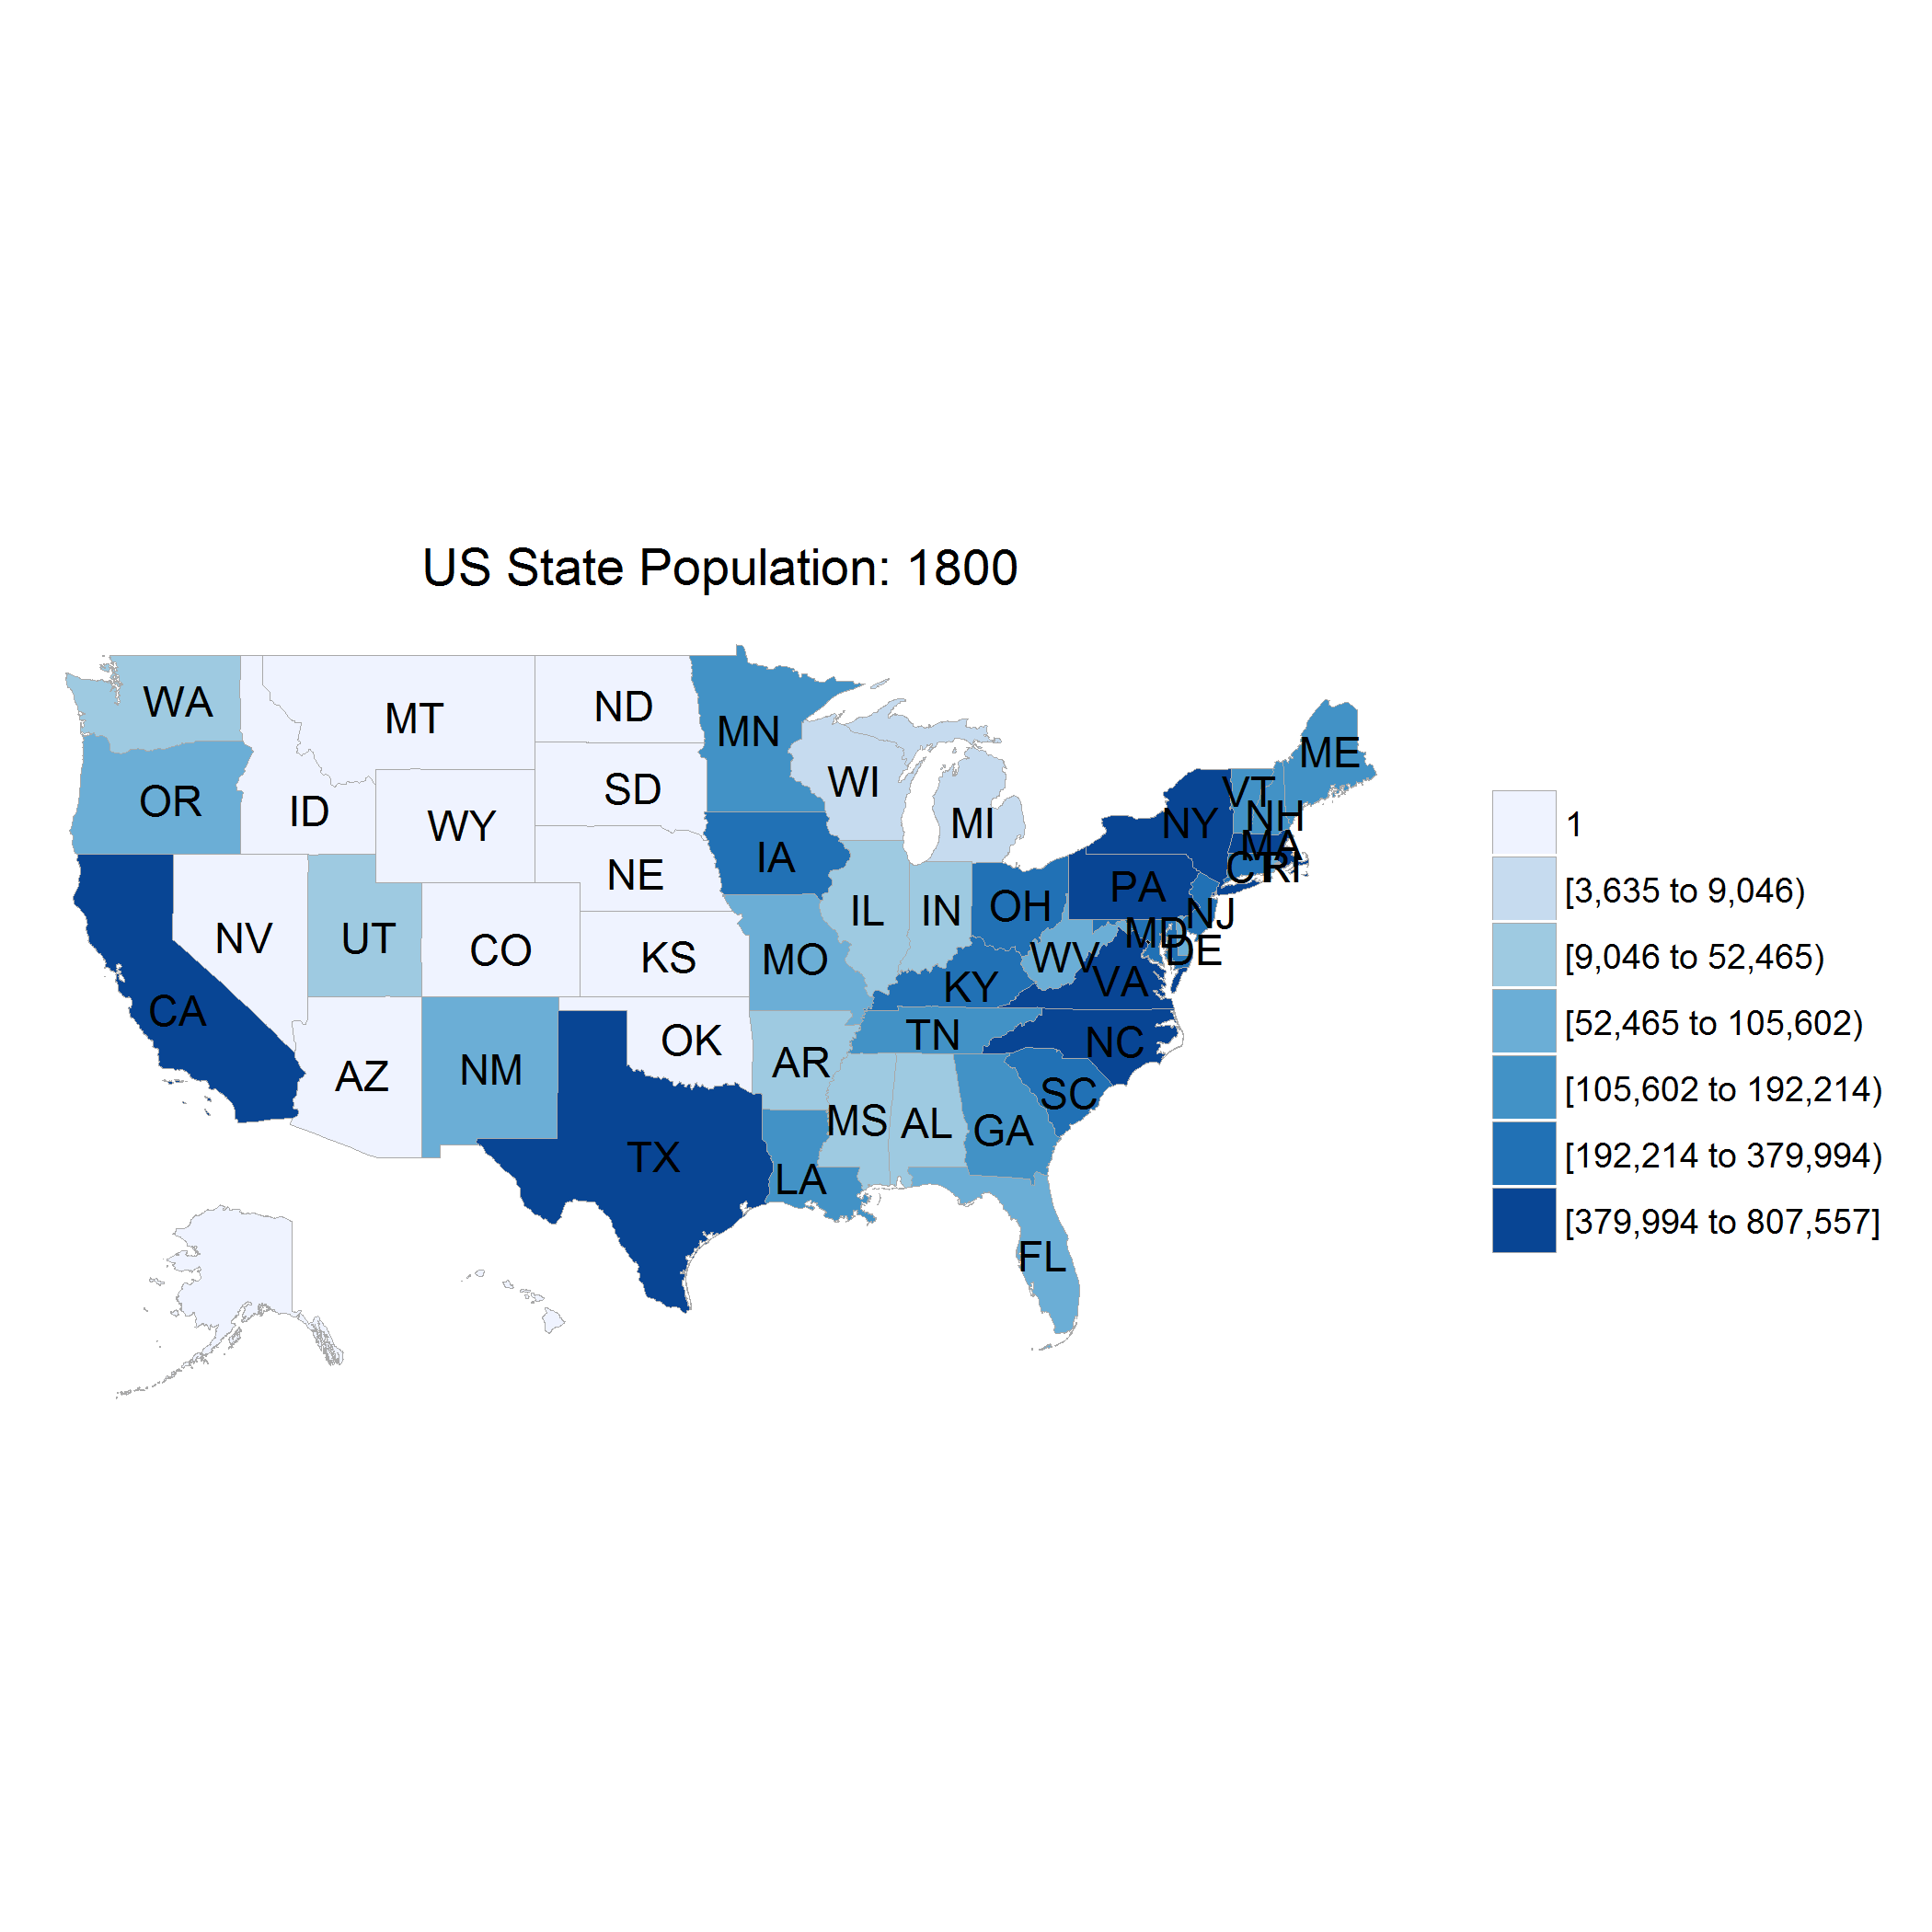 US State Population: 1800
WA
MT
ND
MN
ME
OR
ID
WY
SD
WI
MI
VT
NH
NY
MA
CT
RI
1
[3,635 to 9,046)
[9,046 to 52,465)
[52,465 to 105,602)
[105,602 to 192,214)
[192,214 to 379,994)
[379,994 to 807,557]
NE
IA
PA
NV
UT
CO
KS
MO
IL
IN
OH
NJ
MD
DE
WV
VA
KY
CA
AZ
NM
OK
AR
TN
NC
SC
TX
LA
MS
AL
GA
FL